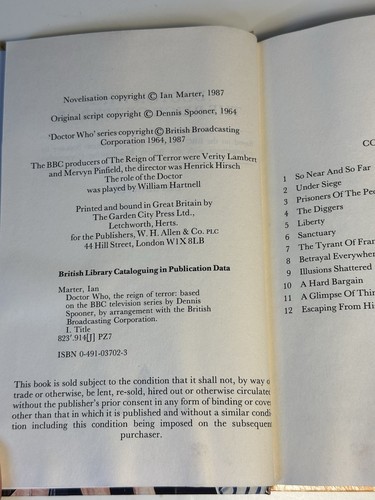 Novelisation copyright © Ian Marter, 1987
Original script copyright © Dennis Spooner, 1964
'Doctor Who' series copyright © British Broadcasting
Corporation 1964, 1987
The BBC producers of The Reign of Terror were Verity Lambert
and Mervyn Pinfield, the director was Henrick Hirsch
The role of the Doctor
was played by William Hartnell
Printed and bound in Great Britain by
The Garden City Press Ltd.,
Letchworth, Herts.
for the Publishers, W. H. Allen & Co. PLC
44 Hill Street, London W1X 8LB
British Library Cataloguing in Publication Data
Marter, Ian
Doctor Who, the reign of terror: based
on the BBC television series by Dennis
Spooner, by arrangement with the British
Broadcasting Corporation.
I. Title
823'.914[J] PZ7
ISBN 0-491-03702-3
This book is sold subject to the condition that it shall not, by way o
trade or otherwise, be lent, re-sold, hired out or otherwise circulated
without the publisher's prior consent in any form of binding or cove
other than that in which it is published and without a similar condi
tion including this condition being imposed on the subsequen
purchaser.
CO
1 So Near And So Far
2 Under Siege
3 Prisoners Of The Peo
4 The Diggers
5 Liberty
6 Sanctuary
7 The Tyrant Of Fran
8 Betrayal Everywher
9 Illusions Shattered
10 A Hard Bargain
11 A Glimpse Of Thin
12 Escaping From His